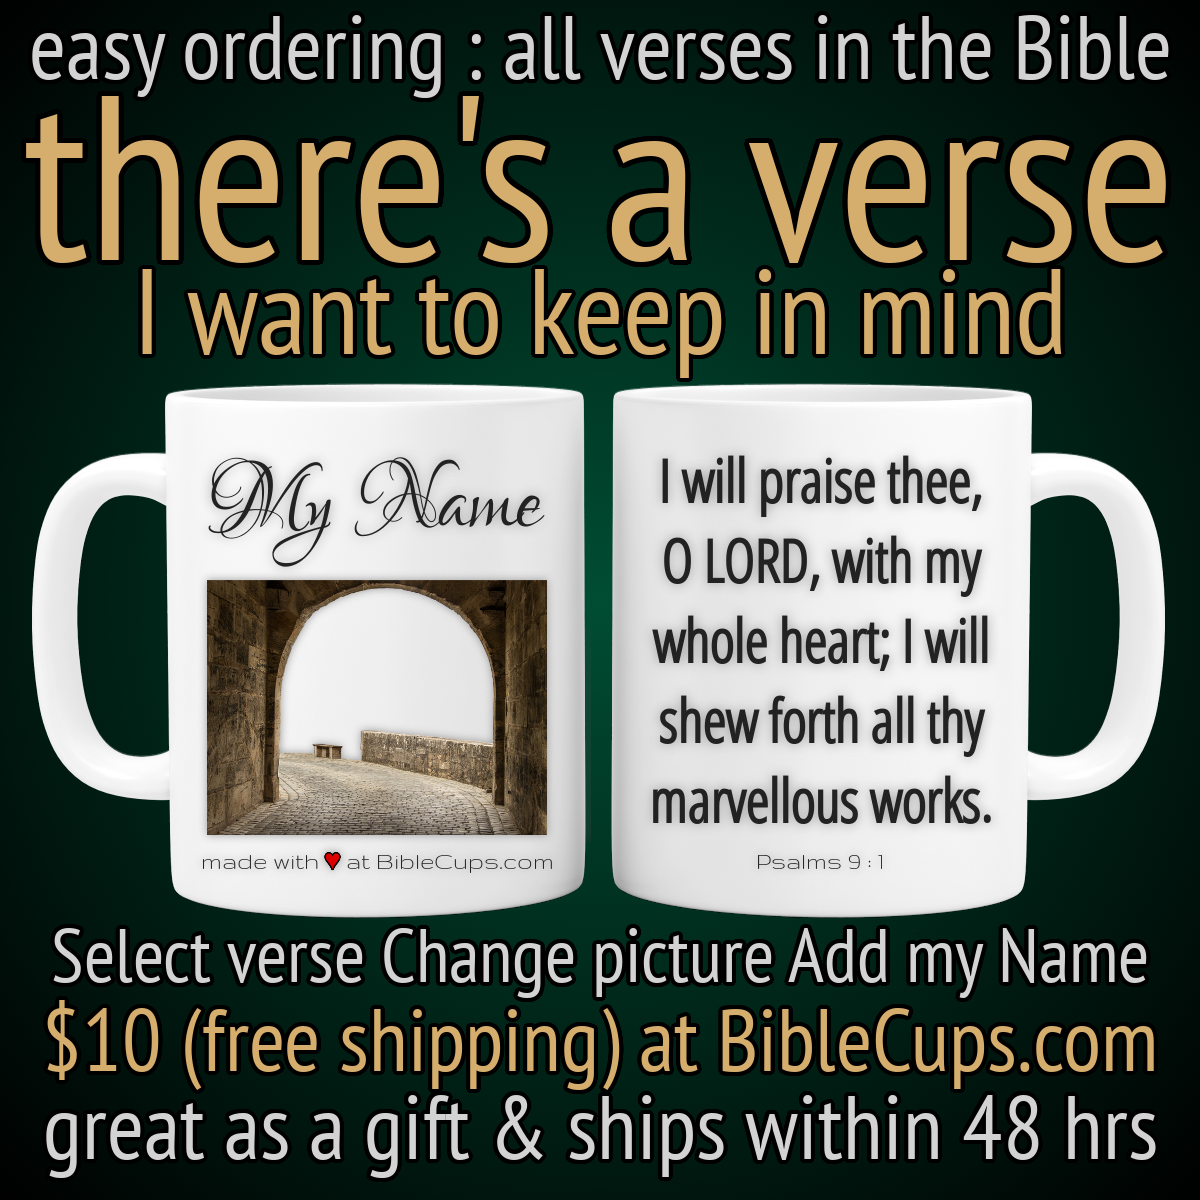 easy ordering : all verses in the Bible
there's a verse
I want to keep in mind
My Name
made with ❤ at BibleCups.com
I will praise thee,
O LORD, with my
whole heart; I will
shew forth all thy
marvellous works.
Psalms 9 : 1
Select verse Change picture Add my Name
$10 (free shipping) at BibleCups.com
great as a gift & ships within 48 hrs